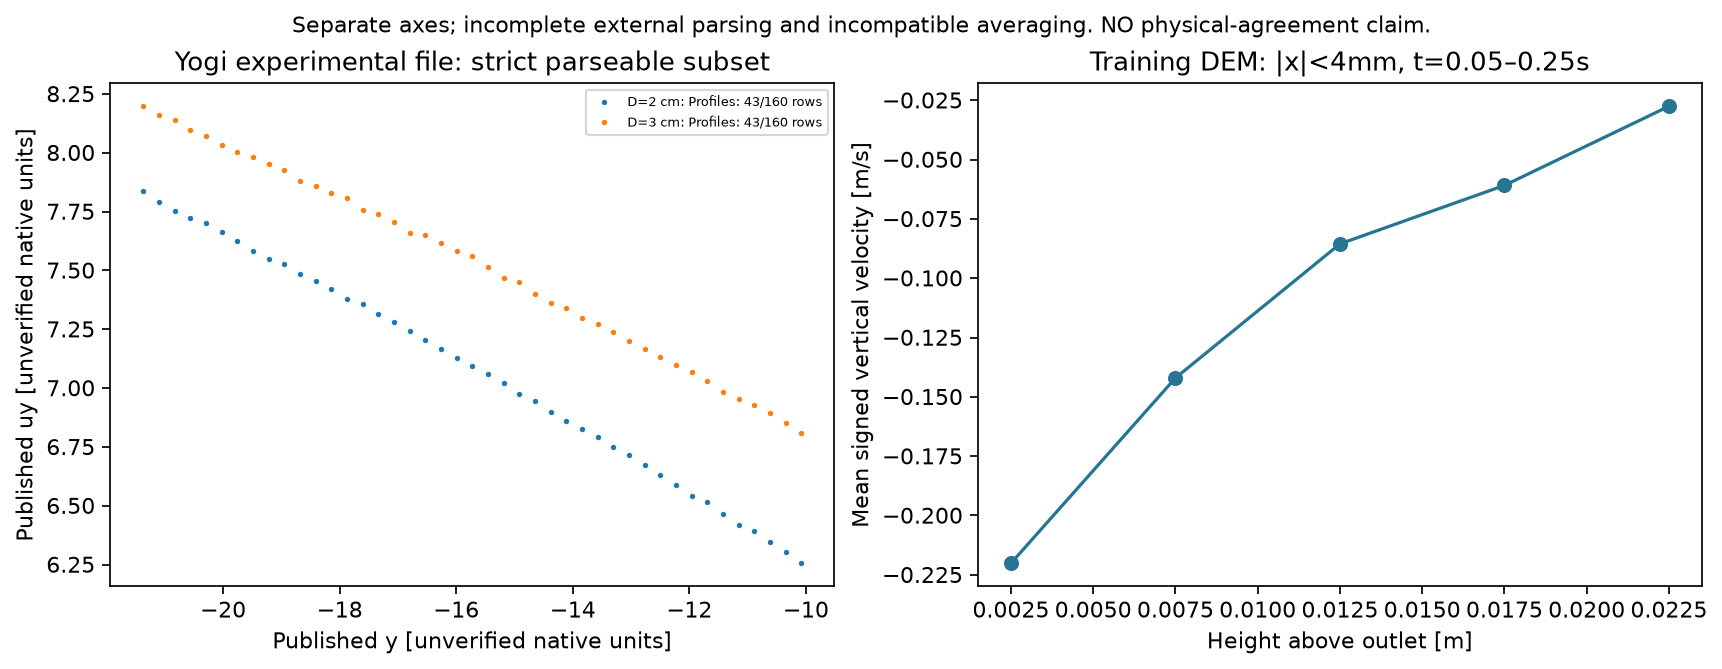 Separate axes; incomplete external parsing and incompatible averaging. NO physical-agreement claim.
Yogi experimental file: strict parseable subset
D=2 cm: Profiles: 43/160 rows
D=3 cm: Profiles: 43/160 rows
Published uy [unverified native units]
8.25
8.00
7.75
7.50
7.25
7.00
6.75
6.50
6.25
−20
−18
−16
−14
−12
−10
Published y [unverified native units]
Training DEM: |x|<4mm, t=0.05–0.25s
Mean signed vertical velocity [m/s]
−0.025
−0.050
−0.075
−0.100
−0.125
−0.150
−0.175
−0.200
−0.225
0.0025 0.0050 0.0075 0.0100 0.0125 0.0150 0.0175 0.0200 0.0225
Height above outlet [m]